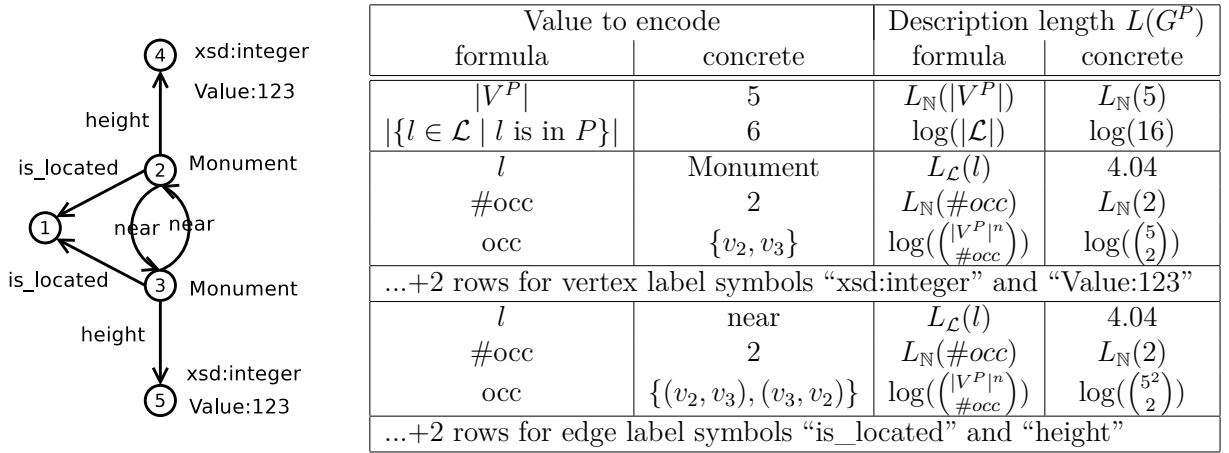 4 xsd:integer
Value:123
height
2 Monument
is_located
1
near near
is_located
3 Monument
height
xsd:integer
5 Value:123
Value to encode Description length L(G^P)
formula concrete formula concrete
|V^P| 5 L_ℕ(|V^P|) L_ℕ(5)
|{l ∈ ℒ | l is in P}| 6 log(|ℒ|) log(16)
l Monument L_ℒ(l) 4.04
#occ 2 L_ℕ(#occ) L_ℕ(2)
occ {v_2, v_3} log((|V^P|^n #occ)) log((5 2))
...+2 rows for vertex label symbols “xsd:integer” and “Value:123”
l near L_ℒ(l) 4.04
#occ 2 L_ℕ(#occ) L_ℕ(2)
occ {(v_2, v_3), (v_3, v_2)} log((|V^P|^n #occ)) log((5^2 2))
...+2 rows for edge label symbols “is_located” and “height”